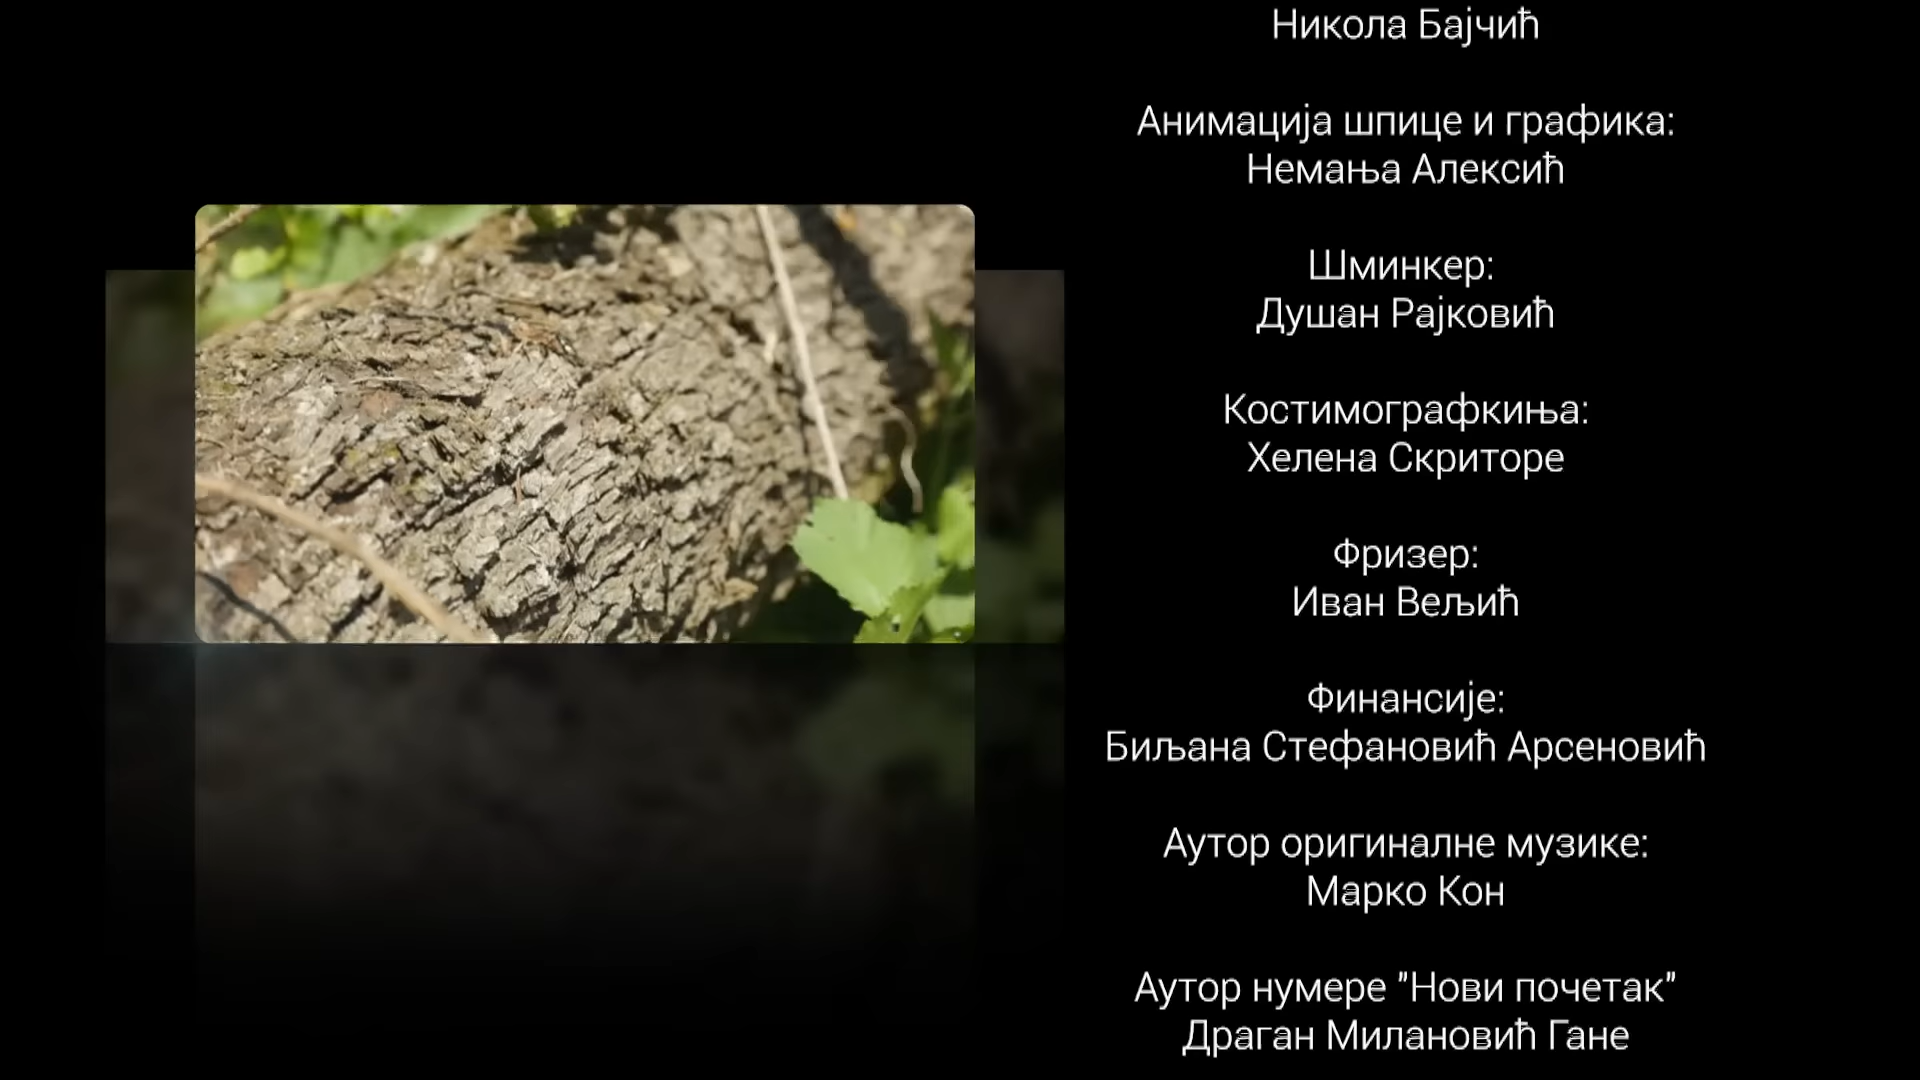 Никола Бајчић
Анимација шпице и графика:
Немања Алексић
Шминкер:
Душан Рајковић
Костимографкиња:
Хелена Скриторе
Фризер:
Иван Вељић
Финансије:
Биљана Стефановић Арсеновић
Аутор оригиналне музике:
Марко Кон
Аутор нумере "Нови почетак"
Драган Милановић Гане